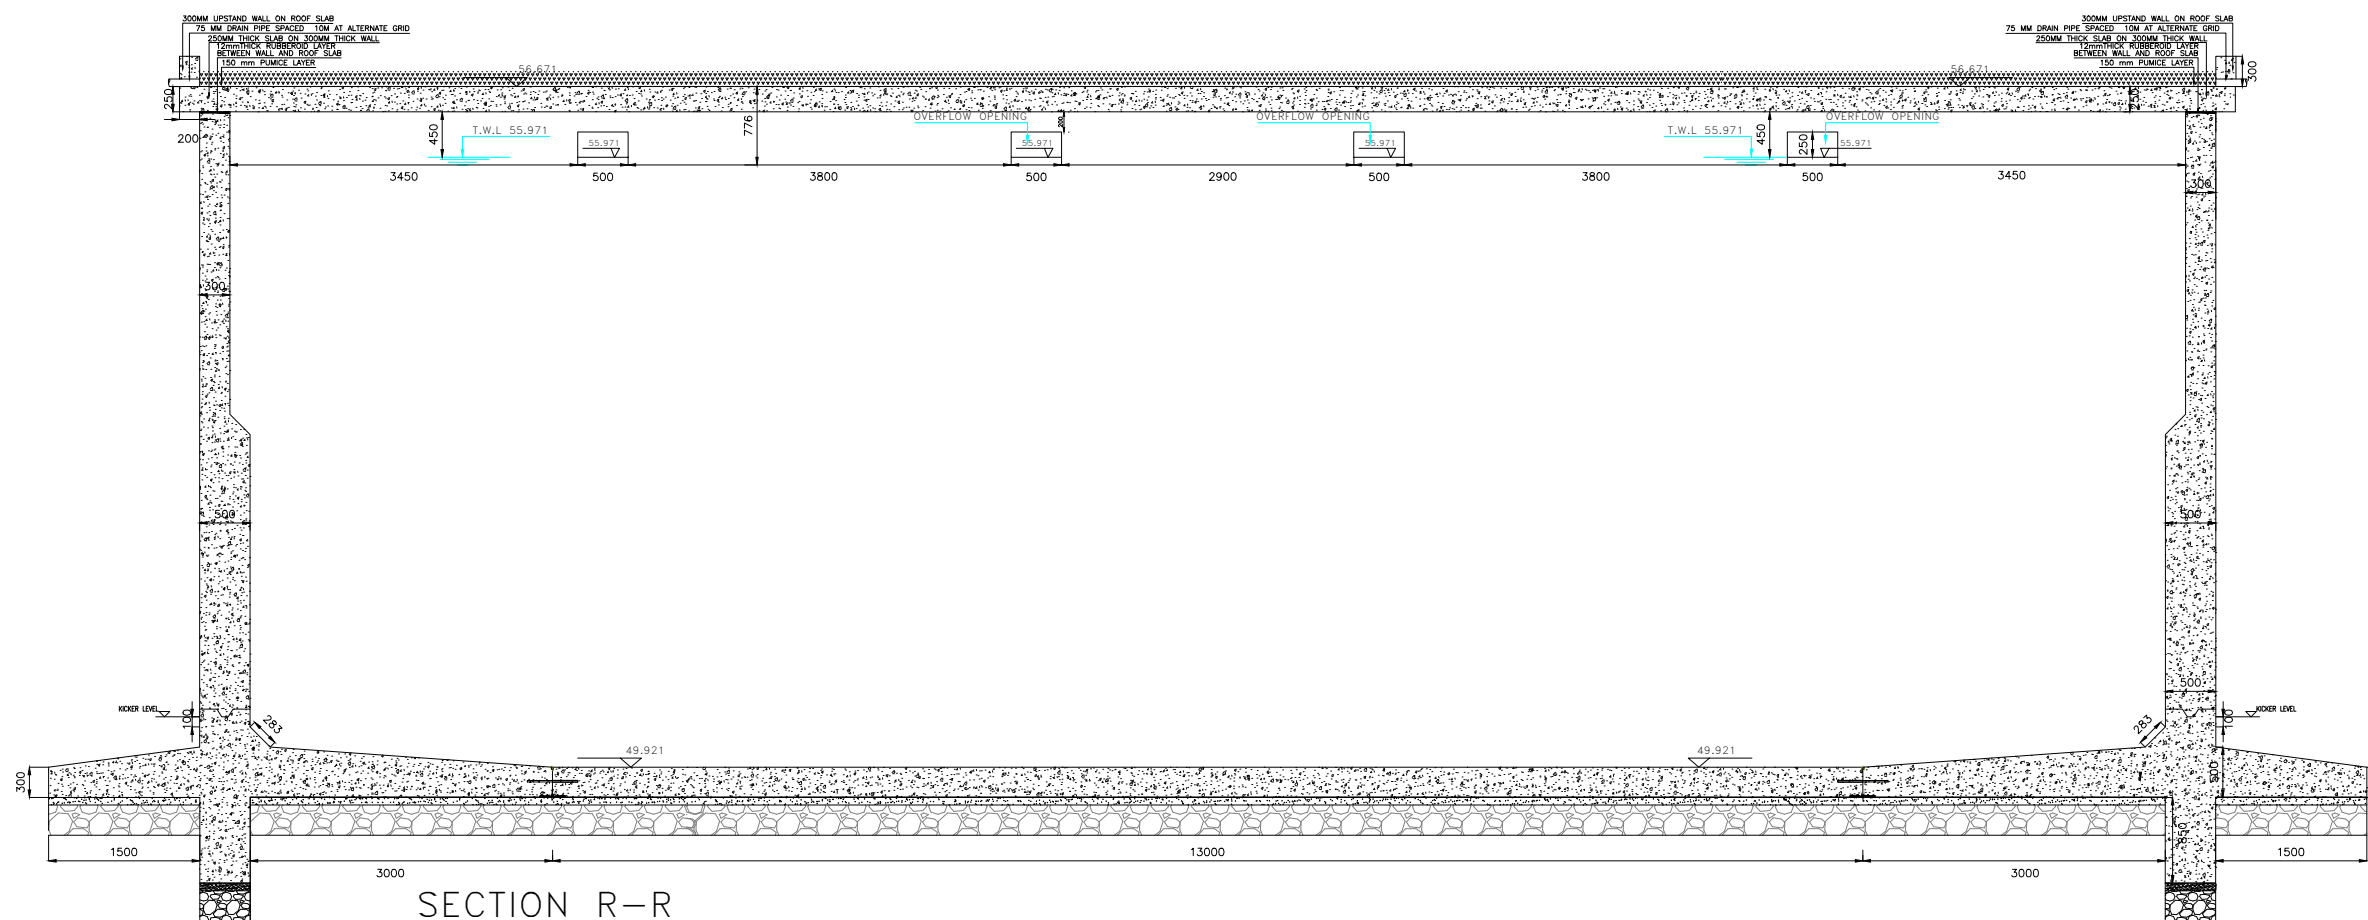 300MM UPSTAND WALL ON ROOF SLAB
75 MM DRAIN PIPE SPACED 10M AT ALTERNATE GRID
250MM THICK SLAB ON 300MM THICK WALL
12mmTHICK RUBBEROID LAYER
BETWEEN WALL AND ROOF SLAB
150 mm PUMICE LAYER
300MM UPSTAND WALL ON ROOF SLAB
75 MM DRAIN PIPE SPACED 10M AT ALTERNATE GRID
250MM THICK SLAB ON 300MM THICK WALL
12mmTHICK RUBBEROID LAYER
BETWEEN WALL AND ROOF SLAB
150 mm PUMICE LAYER
56.671
56.671
300
250
250
200
450
T.W.L 55.971
776
OVERFLOW OPENING
200
OVERFLOW OPENING
T.W.L 55.971
450
OVERFLOW OPENING
250
55.971
55.971
55.971
55.971
3450
500
3800
500
2900
500
3800
500
3450
300
300
500
500
500
KICKER LEVEL
100
283
283
100
KICKER LEVEL
49.921
49.921
300
500
850
1500
3000
13000
3000
1500
SECTION R-R